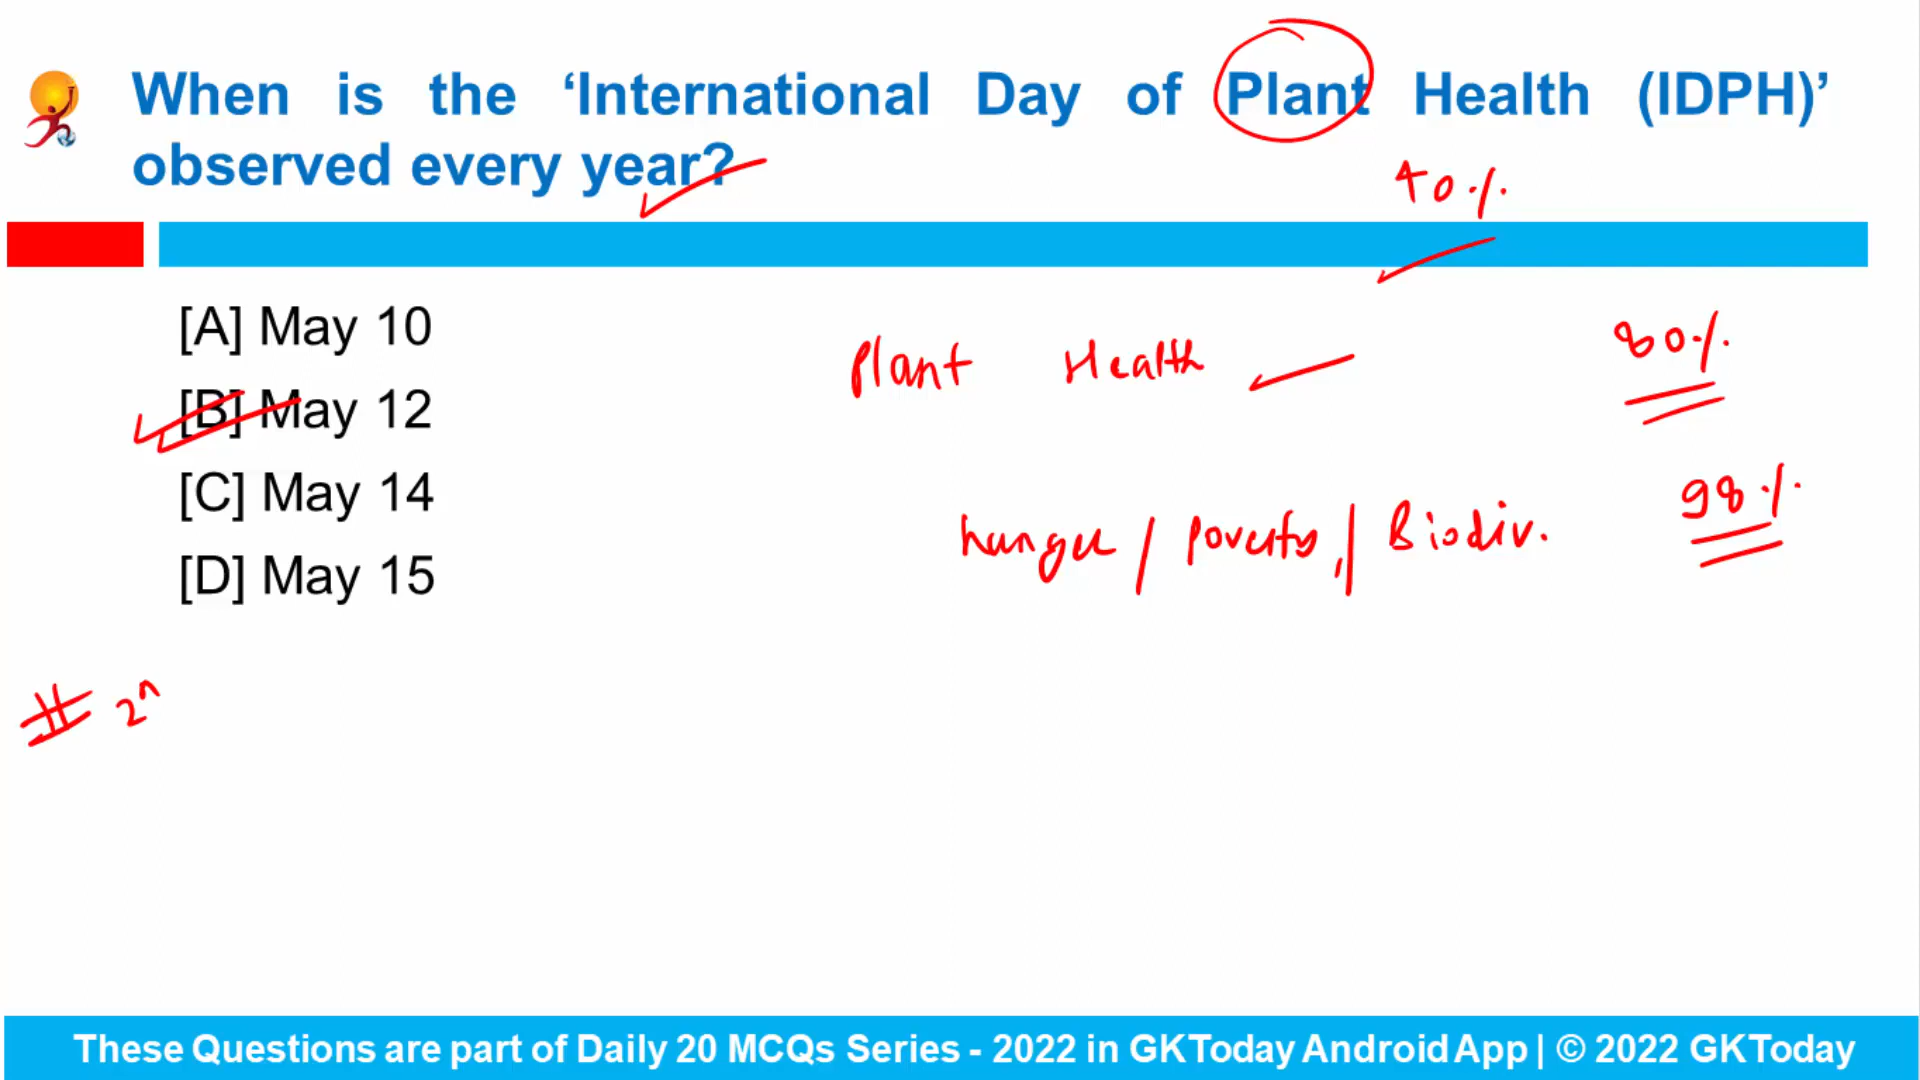 When is the ‘International Day of Plant Health (IDPH)’
observed every year?
40%
[A] May 10
Plant Health
80%
[B] May 12
[C] May 14
98%
hunger / Poverty / Biodiv.
[D] May 15
# 2n
These Questions are part of Daily 20 MCQs Series - 2022 in GKToday Android App | © 2022 GKToday